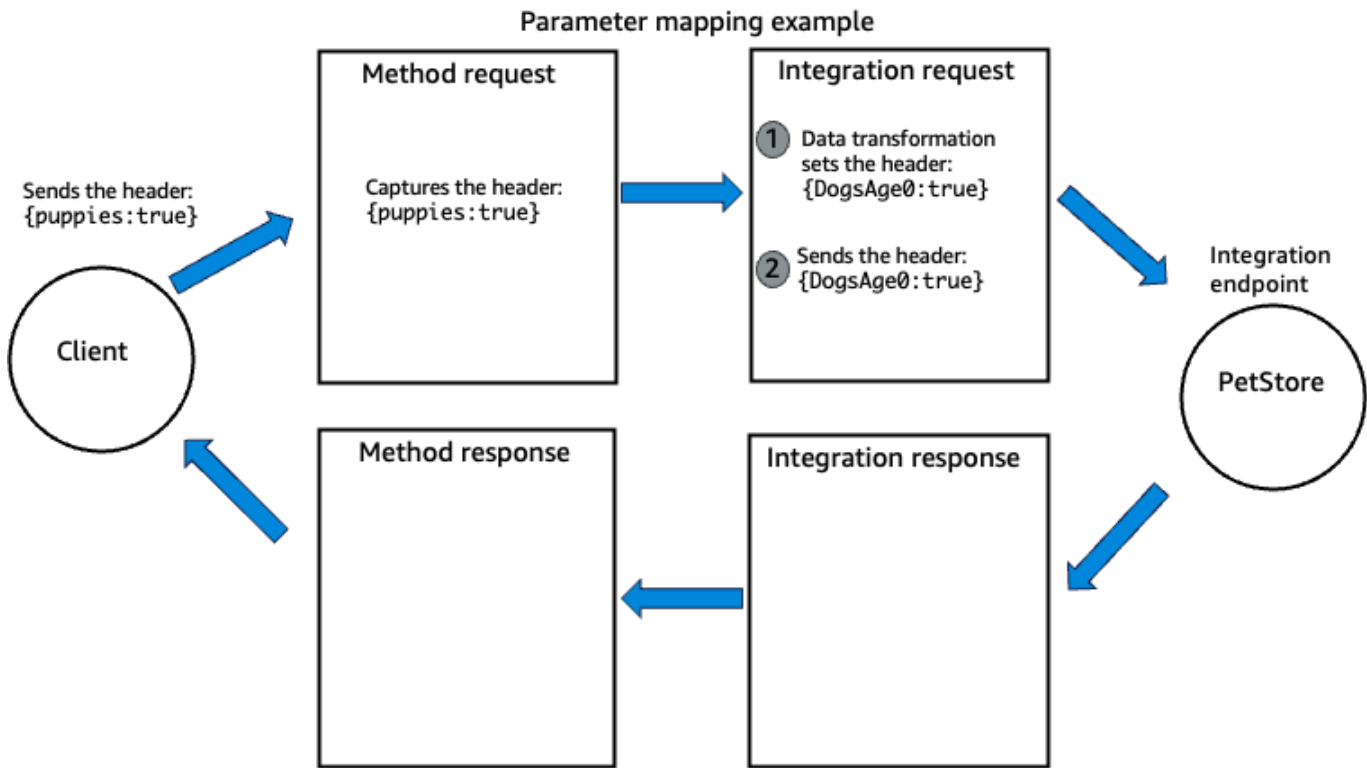 Parameter mapping example
Method request
Integration request
Sends the header:
{puppies:true}
Captures the header:
{puppies:true}
1 Data transformation
sets the header:
{DogsAge0:true}
2 Sends the header:
{DogsAge0:true}
Integration
endpoint
Client
PetStore
Method response
Integration response